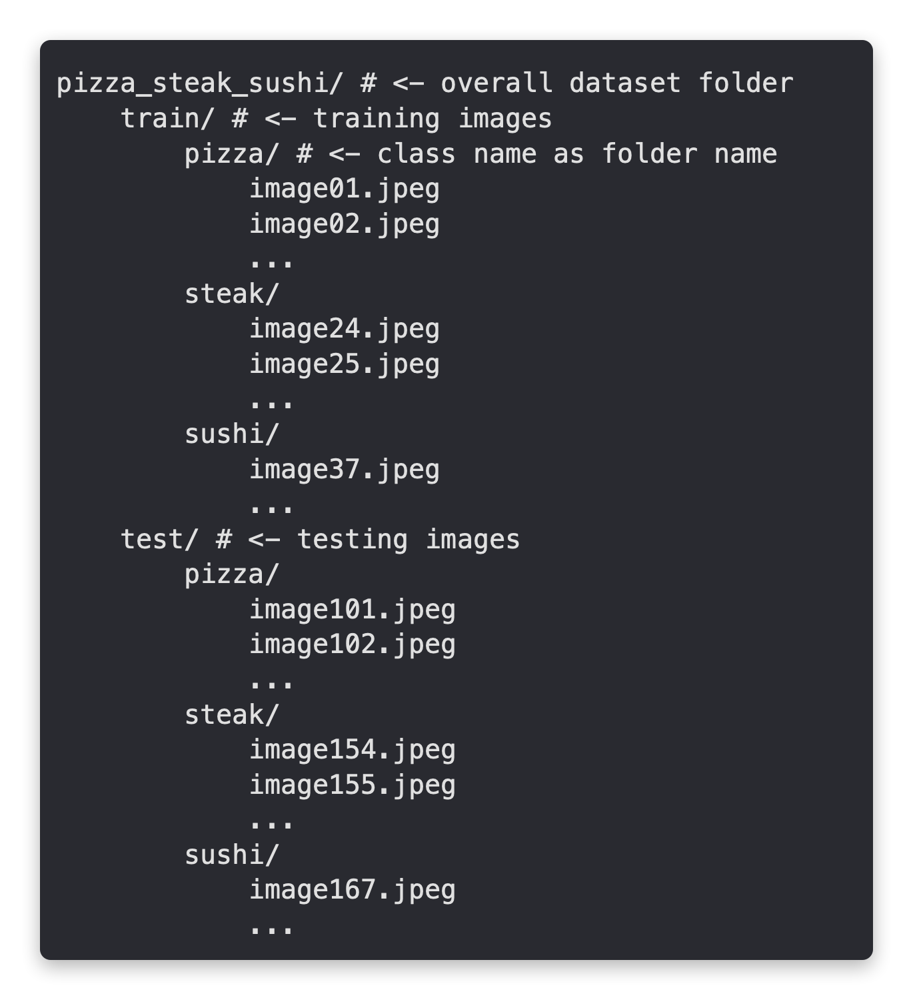 pizza_steak_sushi/ # <- overall dataset folder
    train/ # <- training images
        pizza/ # <- class name as folder name
            image01.jpeg
            image02.jpeg
            ...
        steak/
            image24.jpeg
            image25.jpeg
            ...
        sushi/
            image37.jpeg
            ...
    test/ # <- testing images
        pizza/
            image101.jpeg
            image102.jpeg
            ...
        steak/
            image154.jpeg
            image155.jpeg
            ...
        sushi/
            image167.jpeg
            ...